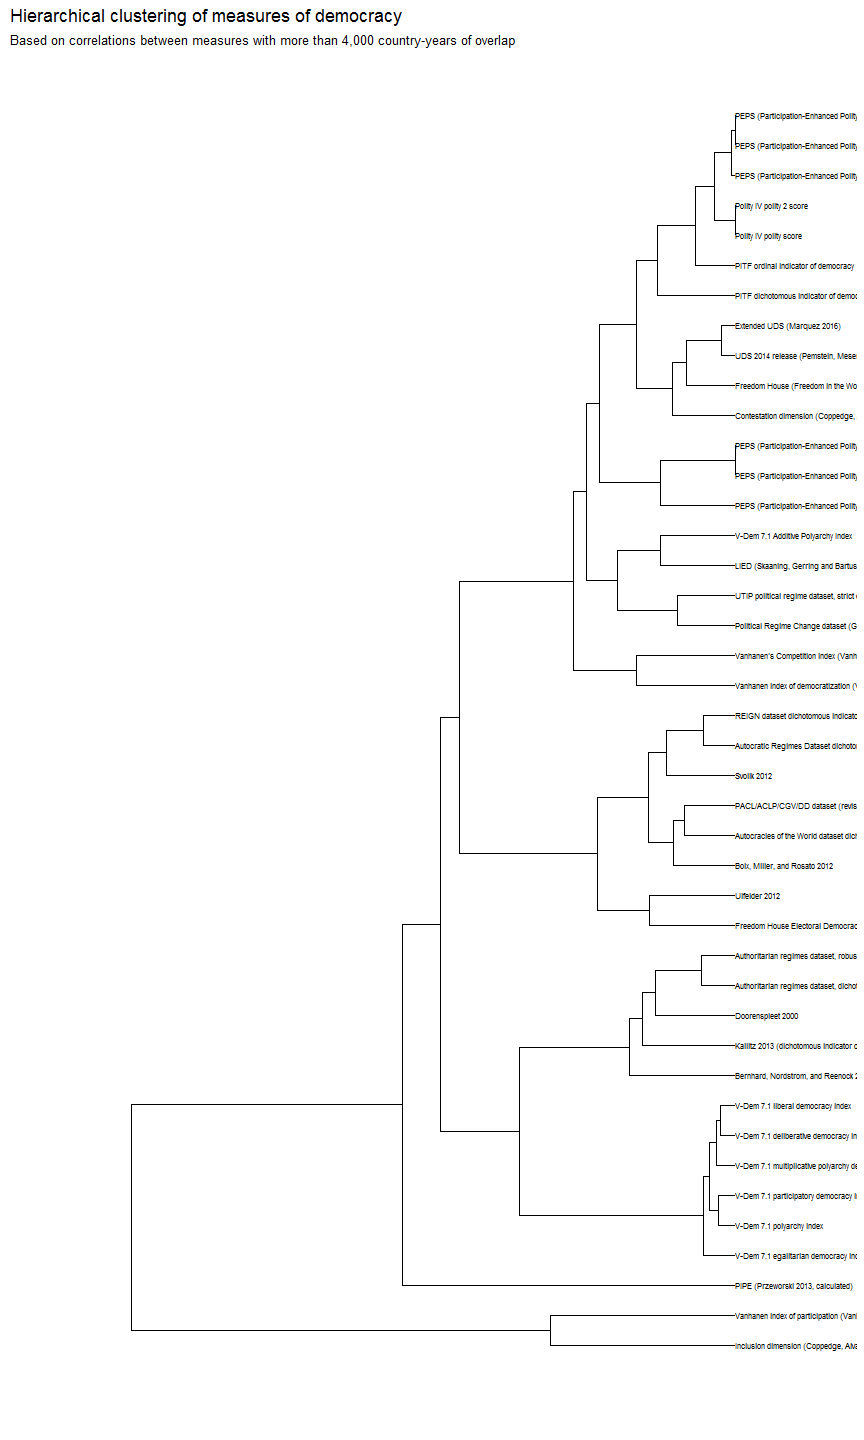 Hierarchical clustering of measures of democracy
Based on correlations between measures with more than 4,000 country-years of overlap
PEPS (Participation-Enhanced Polity
PEPS (Participation-Enhanced Polity
PEPS (Participation-Enhanced Polity
Polity IV polity 2 score
Polity IV polity score
PITF ordinal indicator of democracy
PITF dichotomous indicator of democ
Extended UDS (Marquez 2016)
UDS 2014 release (Pemstein, Meser
Freedom House (Freedom in the Wo
Contestation dimension (Coppedge,
PEPS (Participation-Enhanced Polity
PEPS (Participation-Enhanced Polity
PEPS (Participation-Enhanced Polity
V-Dem 7.1 Additive Polyarchy Index
LIED (Skaaning, Gerring and Bartus
UTIP political regime dataset, strict
Political Regime Change dataset (G
Vanhanen's Competition Index (Vanh
Vanhanen Index of democratization (V
REIGN dataset dichotomous indicato
Autocratic Regimes Dataset dichoto
Svolik 2012
PACL/ACLP/CGV/DD dataset (revis
Autocracies of the World dataset dich
Boix, Miller, and Rosato 2012
Ulfelder 2012
Freedom House Electoral Democrac
Authoritarian regimes dataset, robus
Authoritarian regimes dataset, dichot
Doorenspleet 2000
Kailitz 2013 (dichotomous indicator o
Bernhard, Nordstrom, and Reenock 2
V-Dem 7.1 liberal democracy index
V-Dem 7.1 deliberative democracy in
V-Dem 7.1 multiplicative polyarchy de
V-Dem 7.1 participatory democracy i
V-Dem 7.1 polyarchy index
V-Dem 7.1 egalitarian democracy ind
PIPE (Przeworski 2013, calculated)
Vanhanen index of participation (Vanh
Inclusion dimension (Coppedge, Alva